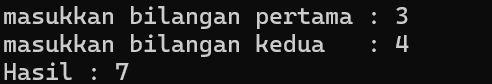 masukkan bilangan pertama : 3
masukkan bilangan kedua   : 4
Hasil : 7